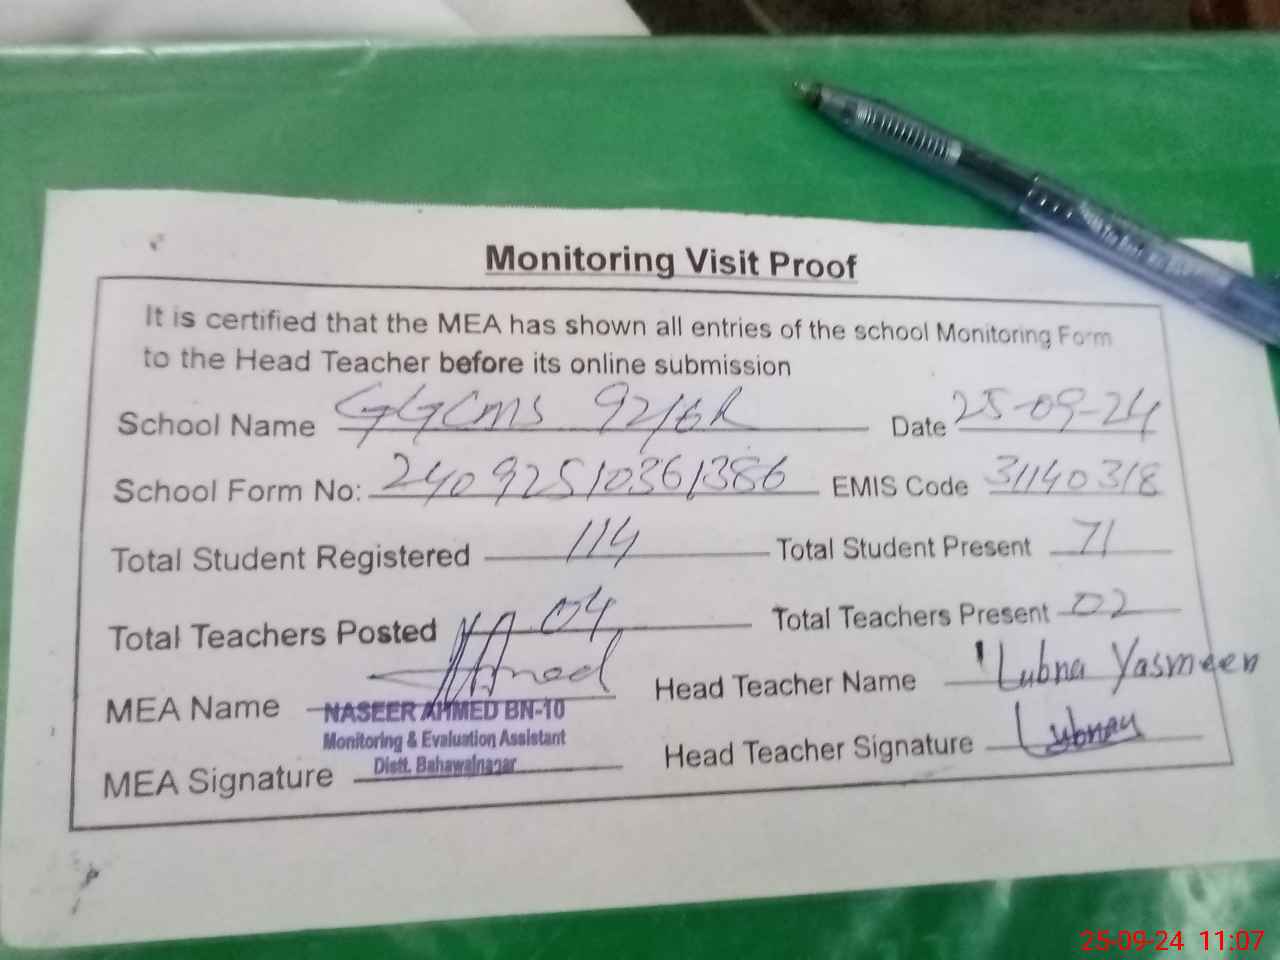 Monitoring Visit Proof
It is certified that the MEA has shown all entries of the school Monitoring Form
to the Head Teacher before its online submission
School Name GGCMS 92/6R Date 25-09-24
School Form No: 24092510361386 EMIS Code 31140318
Total Student Registered 114 Total Student Present 71
Total Teachers Posted 04 Total Teachers Present 02
MEA Name Head Teacher Name Lubna Yasmeen
NASEER AHMED BN-10
Monitoring & Evaluation Assistant
Distt. Bahawalnagar
MEA Signature Head Teacher Signature
25-09-24 11:07